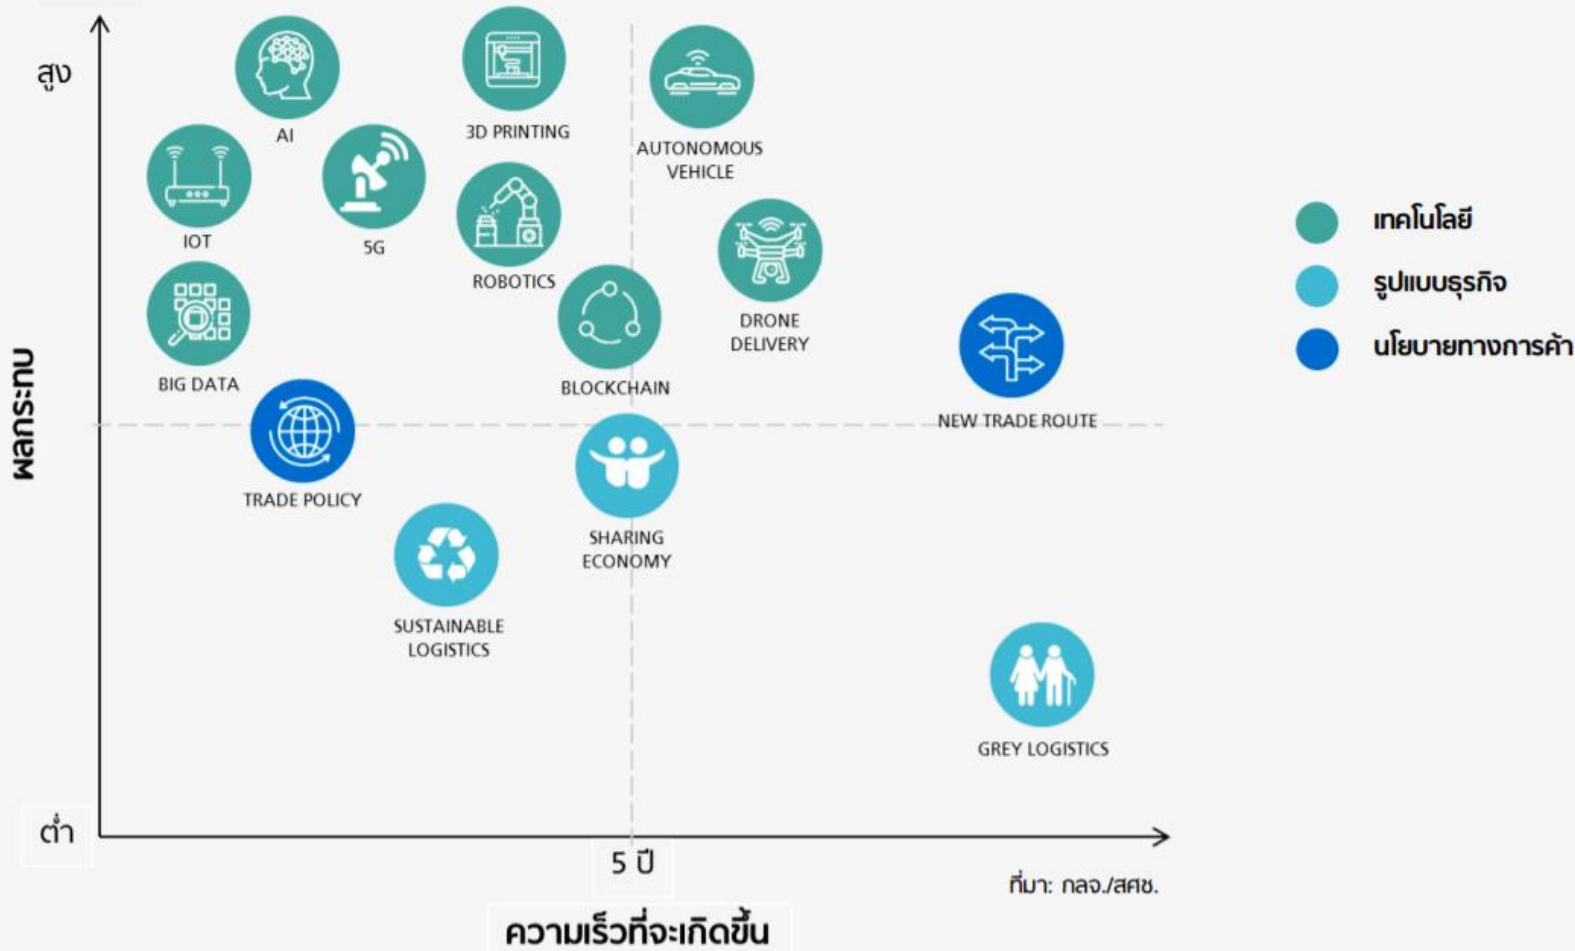 สูง
AI
3D PRINTING
AUTONOMOUS
VEHICLE
IOT
5G
ROBOTICS
DRONE
DELIVERY
BIG DATA
BLOCKCHAIN
NEW TRADE ROUTE
TRADE POLICY
SHARING
ECONOMY
SUSTAINABLE
LOGISTICS
GREY LOGISTICS
ผลกระทบ
ต่ำ
5 ปี
ความเร็วที่จะเกิดขึ้น
ที่มา: กลจ./สศช.
เทคโนโลยี
รูปแบบธุรกิจ
นโยบายทางการค้า